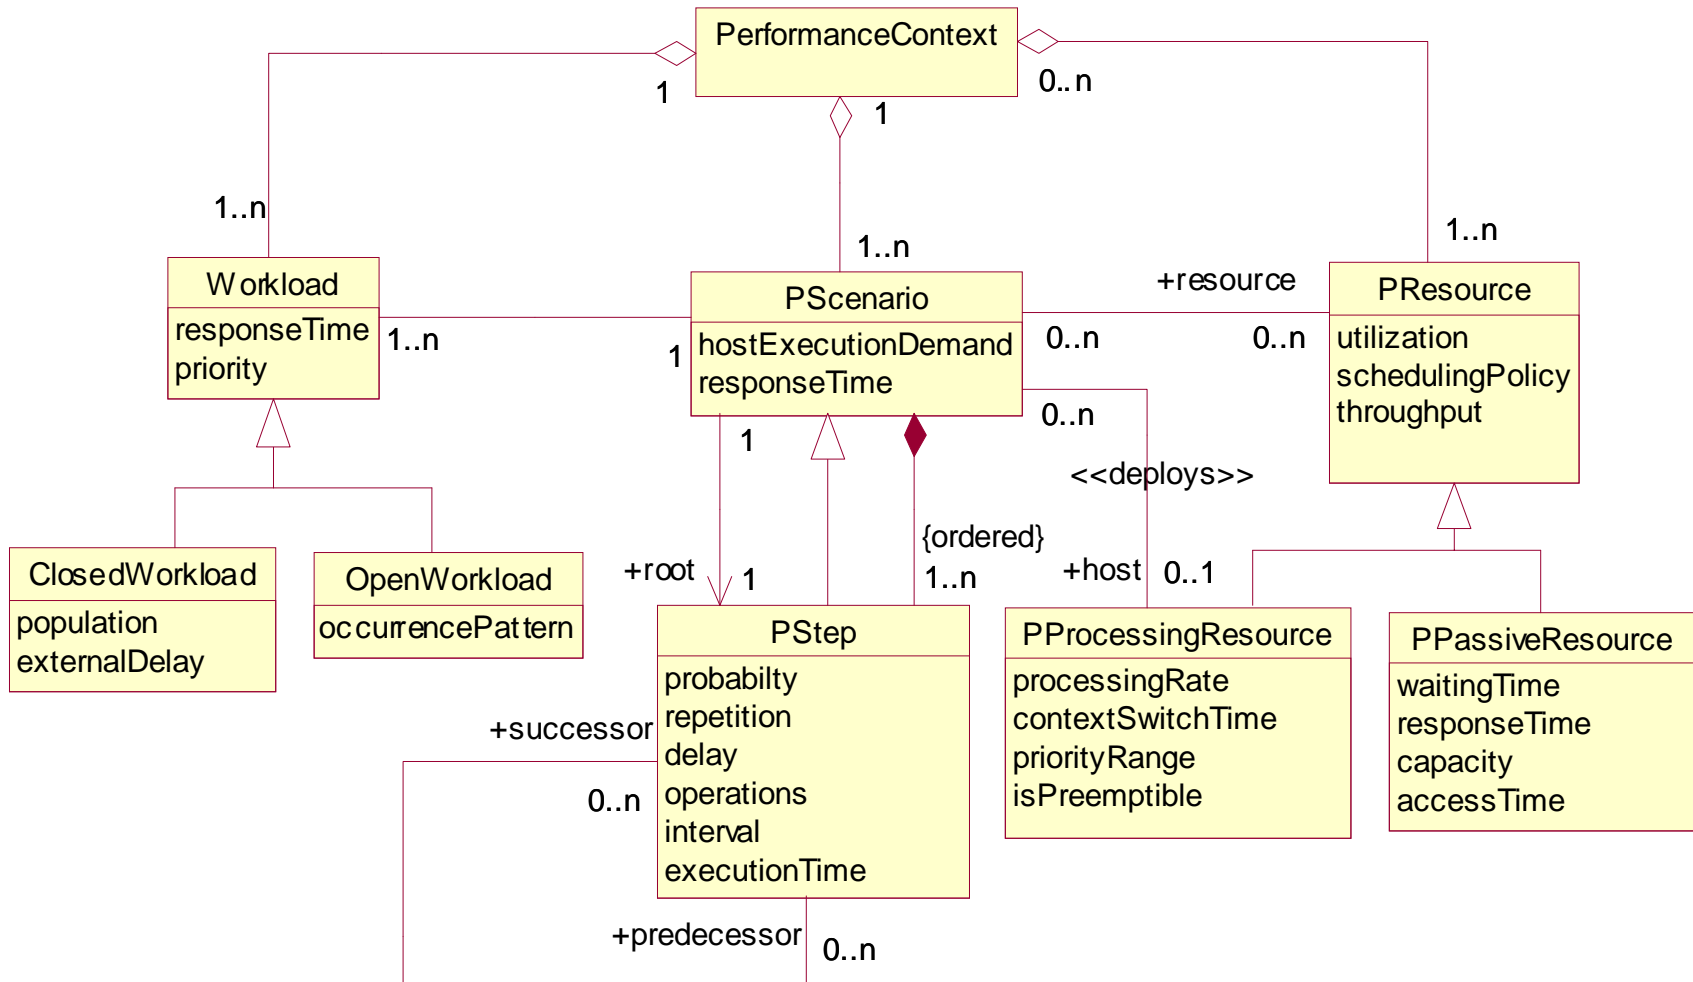 PerformanceContext
1
1
0..n
1..n
1..n
1..n
Workload
responseTime
priority
1..n
1
PScenario
hostExecutionDemand
responseTime
+resource
0..n
0..n
PResource
utilization
schedulingPolicy
throughput
1
0..n
<<deploys>>
{ordered}
+root
1
1..n
+host
0..1
ClosedWorkload
population
externalDelay
OpenWorkload
occurrencePattern
PStep
probabilty
repetition
delay
operations
interval
executionTime
PProcessingResource
processingRate
contextSwitchTime
priorityRange
isPreemptible
PPassiveResource
waitingTime
responseTime
capacity
accessTime
+successor
0..n
+predecessor
0..n